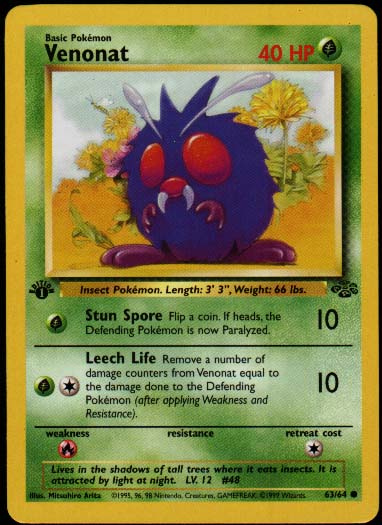 Basic Pokémon
Venonat 40 HP
EDITION
1
Insect Pokémon. Length: 3' 3", Weight: 66 lbs.
Stun Spore Flip a coin. If heads, the
Defending Pokémon is now Paralyzed.
10
Leech Life Remove a number of
damage counters from Venonat equal to
the damage done to the Defending
Pokémon (after applying Weakness and
Resistance).
10
weakness resistance retreat cost
Lives in the shadows of tall trees where it eats insects. It is
attracted by light at night. LV. 12 #48
Illus. Mitsuhiro Arita ©1995, 96, 98 Nintendo, Creatures, GAMEFREAK. ©1999 Wizards. 63/64